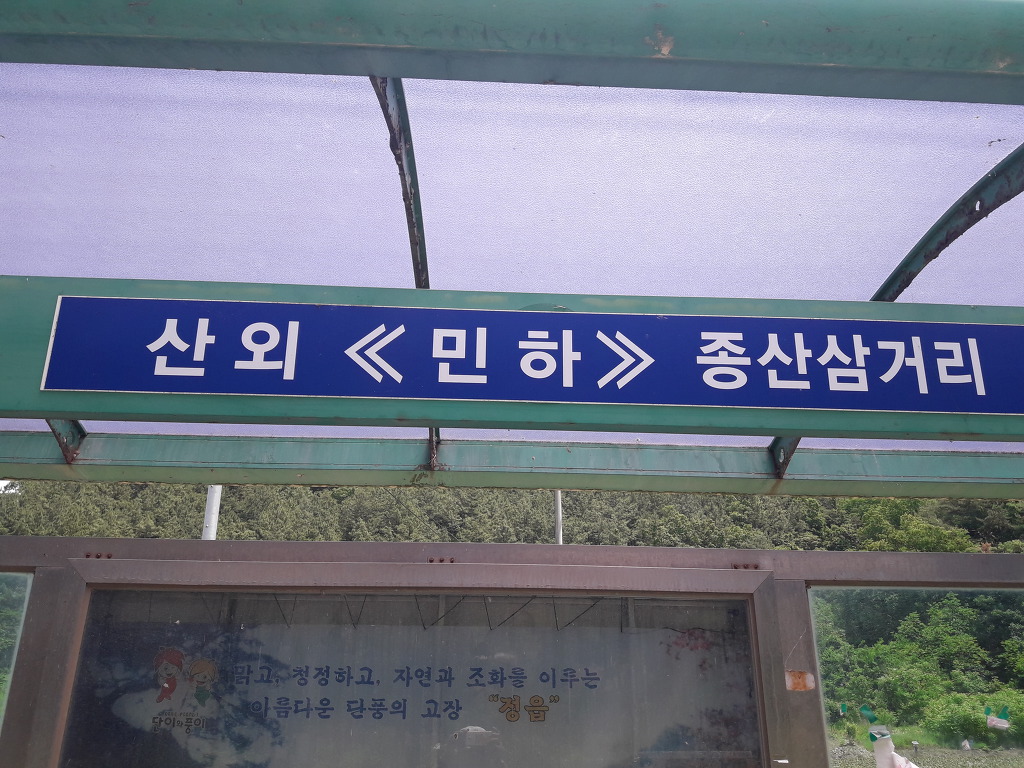 산외 ≪ 민하 ≫ 종산삼거리
맑고, 청정하고, 자연과 조화를 이루는
아름다운 단풍의 고장 "정읍"
단이와풍이